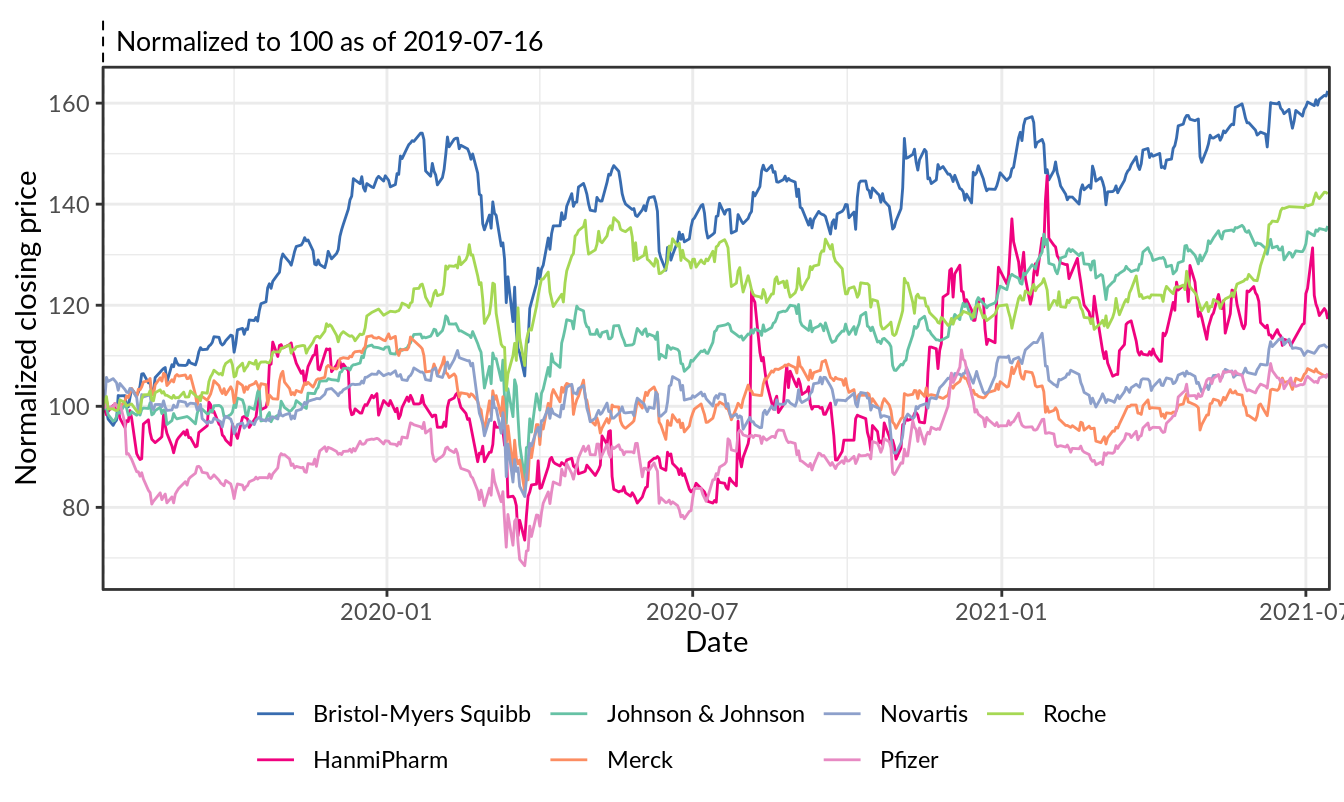 Normalized to 100 as of 2019-07-16
Normalized closing price
160
140
120
100
80
2020-01
2020-07
2021-01
2021-07
Date
Bristol-Myers Squibb
Johnson & Johnson
Novartis
Roche
HanmiPharm
Merck
Pfizer